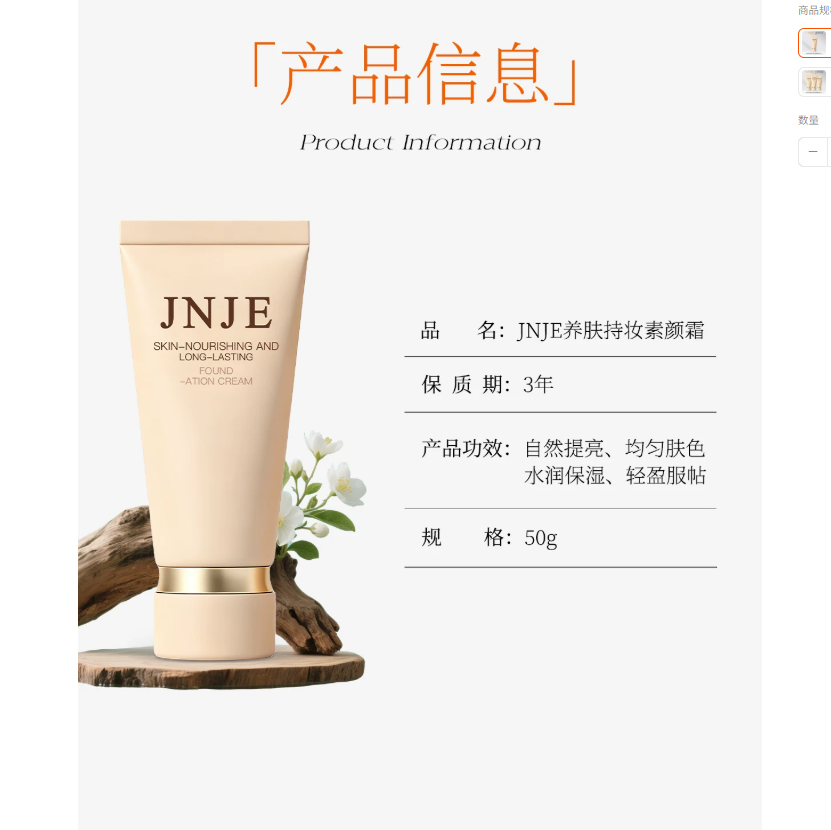 「产品信息」
Product Information
JNJE
SKIN-NOURISHING AND
LONG-LASTING
FOUND
-ATION CREAM
品 名：JNJE养肤持妆素颜霜
保 质 期：3年
产品功效：自然提亮、均匀肤色
水润保湿、轻盈服帖
规 格：50g
商品规
数量